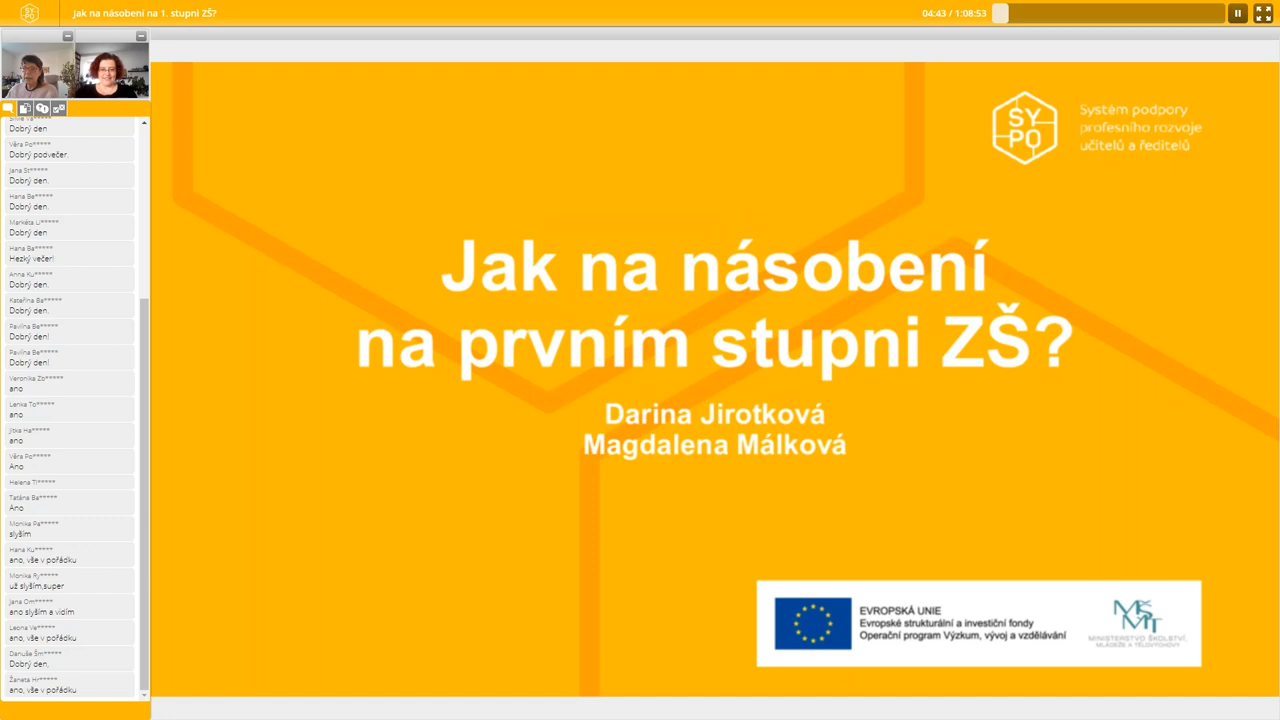 Jak na násobení na 1. stupni ZŠ?
04:43 / 1:08:53
Dobrý den
Věra Po*****
Dobrý podvečer.
Jana St*****
Dobrý den.
Hana Be*****
Dobrý den.
Markéta Li*****
Dobrý den
Hana Ba*****
Hezký večer!
Anna Ku*****
Dobrý den.
Kateřina Ba*****
Dobrý den.
Pavlína Be*****
Dobrý den!
Pavlína Be*****
Dobrý den!
Veronika Zb*****
ano
Lenka To*****
ano
Jitka Ha*****
ano
Věra Po*****
Ano
Helena Tl*****
Taťána Ba*****
Ano
Monika Pa*****
slyším
Hana Ku*****
ano, vše v pořádku
Monika Ry*****
už slyším,super
Jana Om*****
ano slyším a vidím
Leona Ve*****
ano, vše v pořádku
Danuše Šm*****
Dobrý den,
Žaneta Hr*****
ano, vše v pořádku
SY
PO
Systém podpory
profesního rozvoje
učitelů a ředitelů
Jak na násobení
na prvním stupni ZŠ?
Darina Jirotková
Magdalena Málková
EVROPSKÁ UNIE
Evropské strukturální a investiční fondy
Operační program Výzkum, vývoj a vzdělávání
MŠMT
MINISTERSTVO ŠKOLSTVÍ,
MLÁDEŽE A TĚLOVÝCHOVY